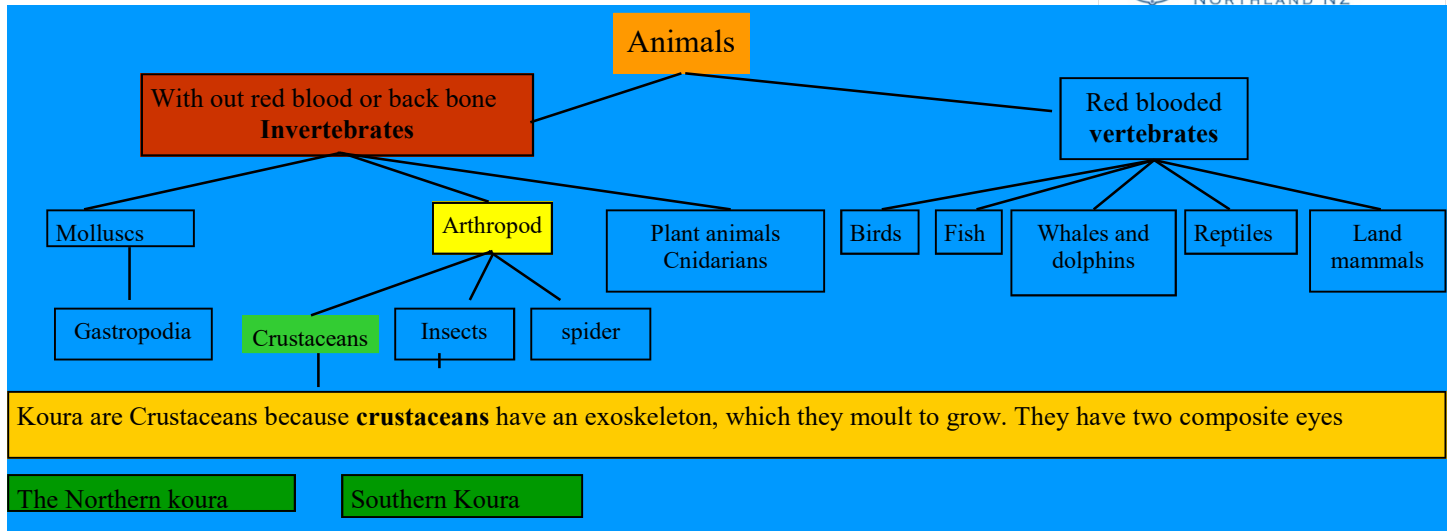 NORTHLAND NZ
Animals
With out red blood or back bone
Invertebrates
Red blooded
vertebrates
Molluscs
Arthropod
Plant animals
Cnidarians
Birds
Fish
Whales and
dolphins
Reptiles
Land
mammals
Gastropodia
Crustaceans
Insects
spider
Koura are Crustaceans because crustaceans have an exoskeleton, which they moult to grow. They have two composite eyes
The Northern koura
Southern Koura